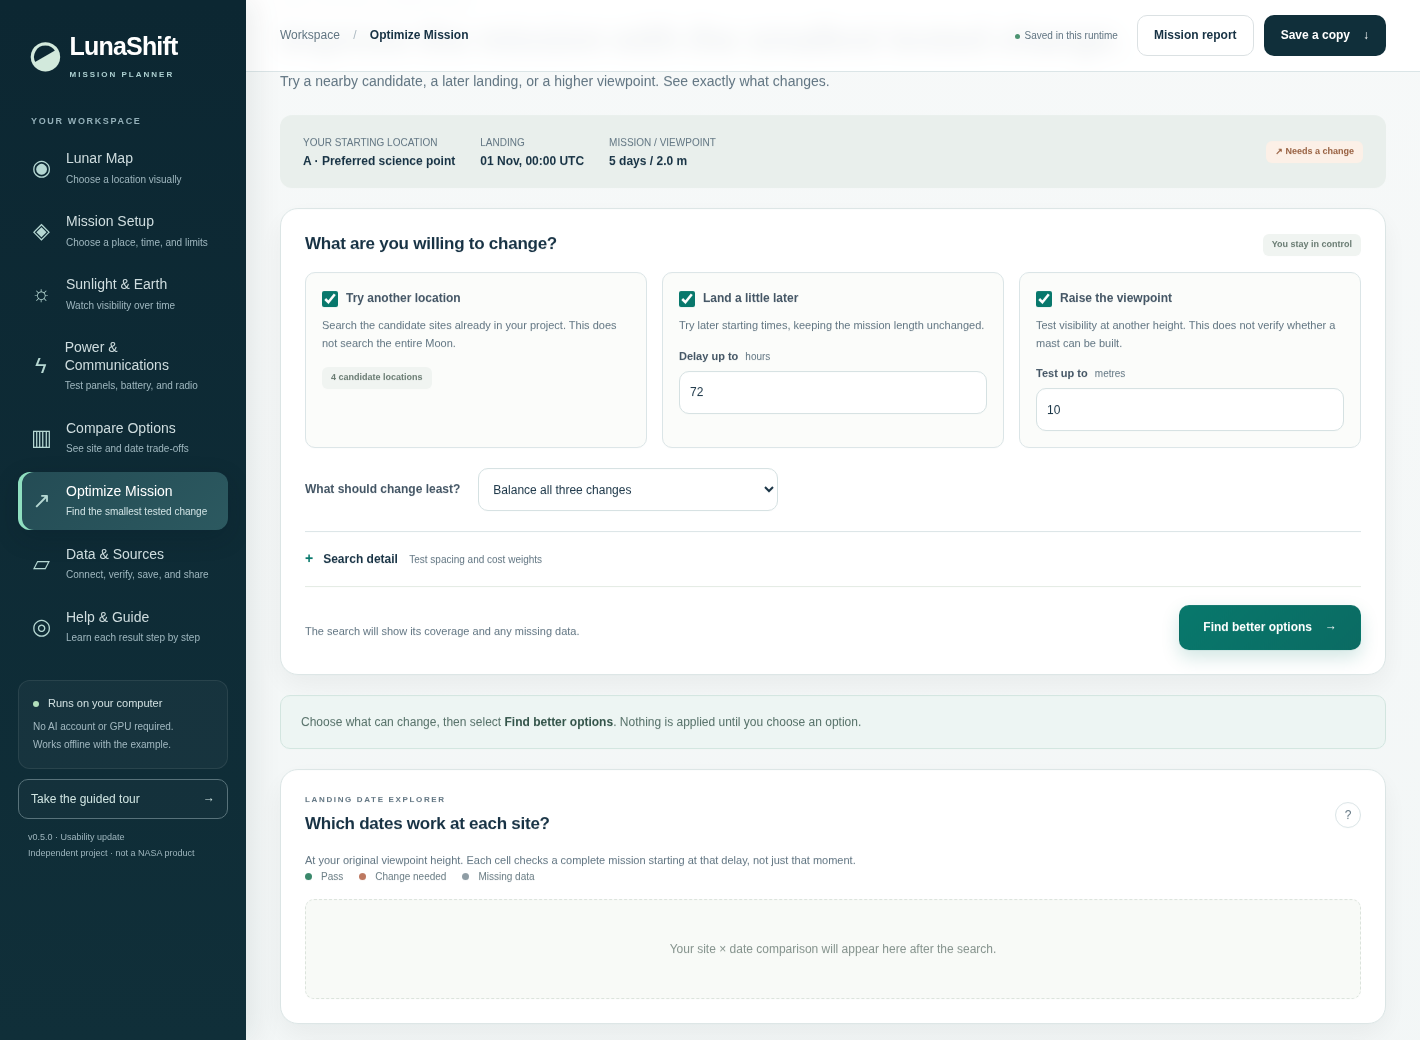 LunaShift
MISSION PLANNER
YOUR WORKSPACE
Lunar Map
Choose a location visually
Mission Setup
Choose a place, time, and limits
Sunlight & Earth
Watch visibility over time
Power &
Communications
Test panels, battery, and radio
Compare Options
See site and date trade-offs
Optimize Mission
Find the smallest tested change
Data & Sources
Connect, verify, save, and share
Help & Guide
Learn each result step by step
Runs on your computer
No AI account or GPU required.
Works offline with the example.
Take the guided tour →
v0.5.0 · Usability update
Independent project · not a NASA product
Workspace / Optimize Mission
Saved in this runtime
Mission report
Save a copy ↓
Try a nearby candidate, a later landing, or a higher viewpoint. See exactly what changes.
YOUR STARTING LOCATION
A · Preferred science point
LANDING
01 Nov, 00:00 UTC
MISSION / VIEWPOINT
5 days / 2.0 m
↗ Needs a change
What are you willing to change?
You stay in control
Try another location
Search the candidate sites already in your project. This does
not search the entire Moon.
4 candidate locations
Land a little later
Try later starting times, keeping the mission length unchanged.
Delay up to hours
72
Raise the viewpoint
Test visibility at another height. This does not verify whether a
mast can be built.
Test up to metres
10
What should change least?
Balance all three changes
+ Search detail Test spacing and cost weights
The search will show its coverage and any missing data.
Find better options →
Choose what can change, then select Find better options. Nothing is applied until you choose an option.
LANDING DATE EXPLORER
Which dates work at each site?
?
At your original viewpoint height. Each cell checks a complete mission starting at that delay, not just that moment.
Pass Change needed Missing data
Your site × date comparison will appear here after the search.